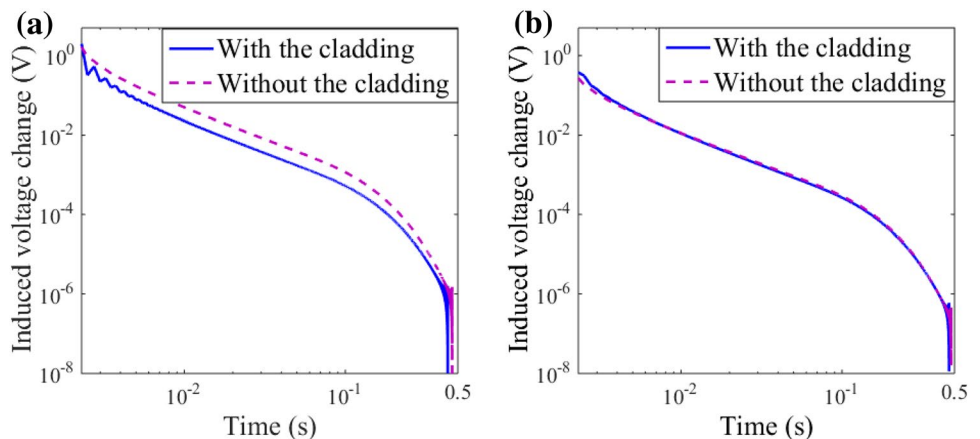 (a)
Induced voltage change (V)
10^0
10^-2
10^-4
10^-6
10^-8
With the cladding
Without the cladding
10^-2
10^-1
0.5
Time (s)
(b)
Induced voltage change (V)
10^0
10^-2
10^-4
10^-6
10^-8
With the cladding
Without the cladding
10^-2
10^-1
0.5
Time (s)